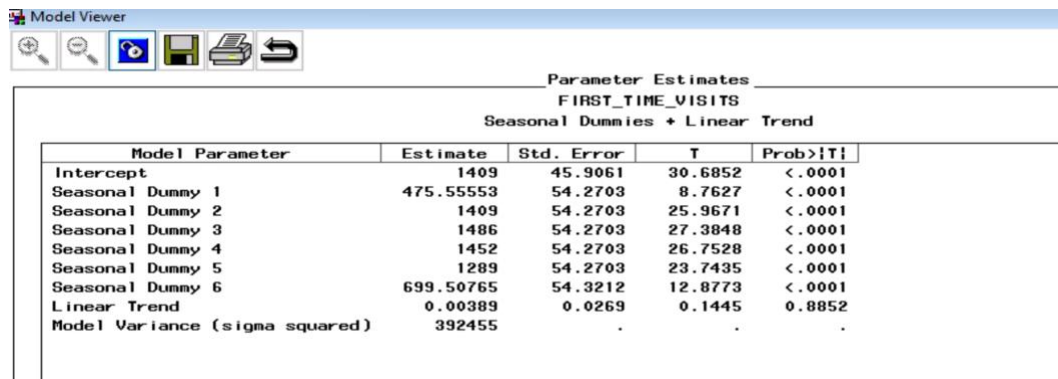 Model Viewer
Parameter Estimates
FIRST_TIME_VISITS
Seasonal Dummies + Linear Trend
Model Parameter Estimate Std. Error T Prob>|T|
Intercept 1409 45.9061 30.6852 <.0001
Seasonal Dummy 1 475.55553 54.2703 8.7627 <.0001
Seasonal Dummy 2 1409 54.2703 25.9671 <.0001
Seasonal Dummy 3 1486 54.2703 27.3848 <.0001
Seasonal Dummy 4 1452 54.2703 26.7528 <.0001
Seasonal Dummy 5 1289 54.2703 23.7435 <.0001
Seasonal Dummy 6 699.50765 54.3212 12.8773 <.0001
Linear Trend 0.00389 0.0269 0.1445 0.8852
Model Variance (sigma squared) 392455 . . .